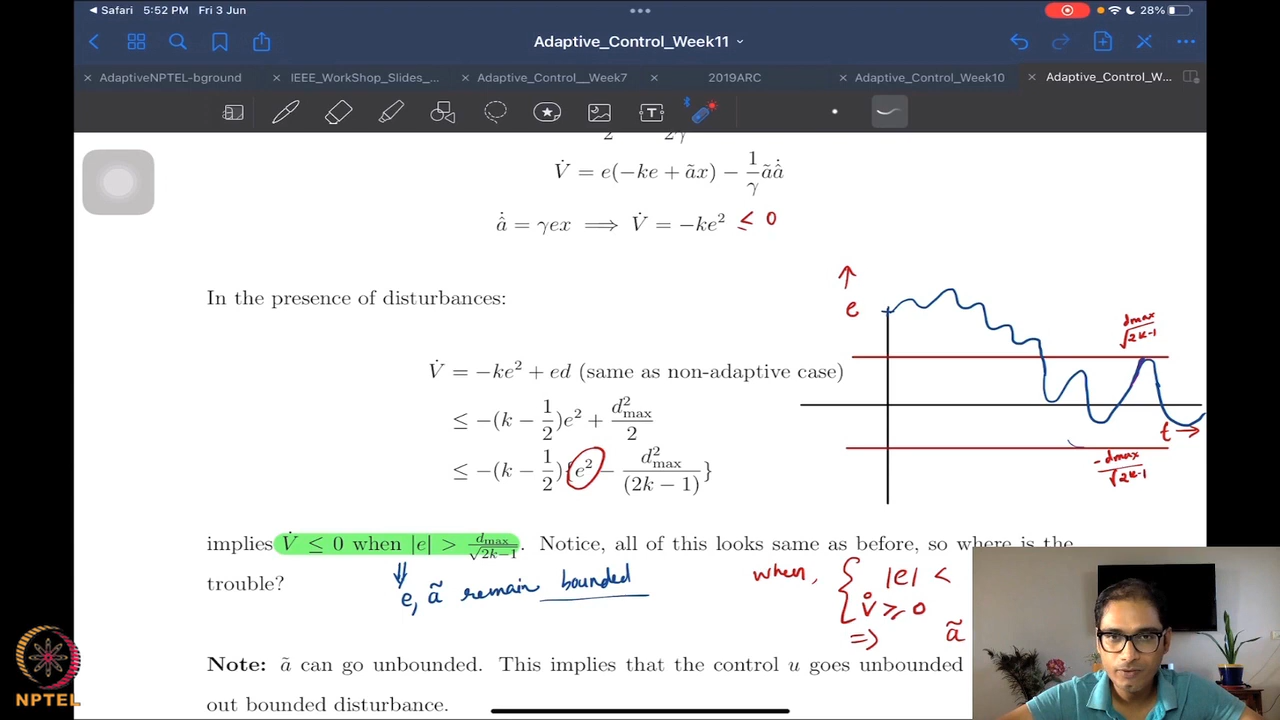 Safari 5:52 PM Fri 3 Jun 28%
Adaptive_Control_Week11
AdaptiveNPTEL-bground IEEE_WorkShop_Slides_... Adaptive_Control__Week7 2019ARC Adaptive_Control_Week10 Adaptive_Control_W...
2 2γ
V̇ = e(-ke + ãx) - 1/γ ã â̇
â̇ = γex ⟹ V̇ = -ke² ≤ 0
In the presence of disturbances:
e
dmax/√2k-1
V̇ = -ke² + ed (same as non-adaptive case)
≤ -(k - 1/2)e² + d²max/2
t →
≤ -(k - 1/2){e² - d²max/(2k - 1)}
-dmax/√2k-1
implies V̇ ≤ 0 when |e| > dmax/√2k-1. Notice, all of this looks same as before, so where is the
trouble?
e, ã remain bounded
when, { |e| <
V̇ ≥ 0
⇒ ã
Note: ã can go unbounded. This implies that the control u goes unbounded
out bounded disturbance.
NPTEL